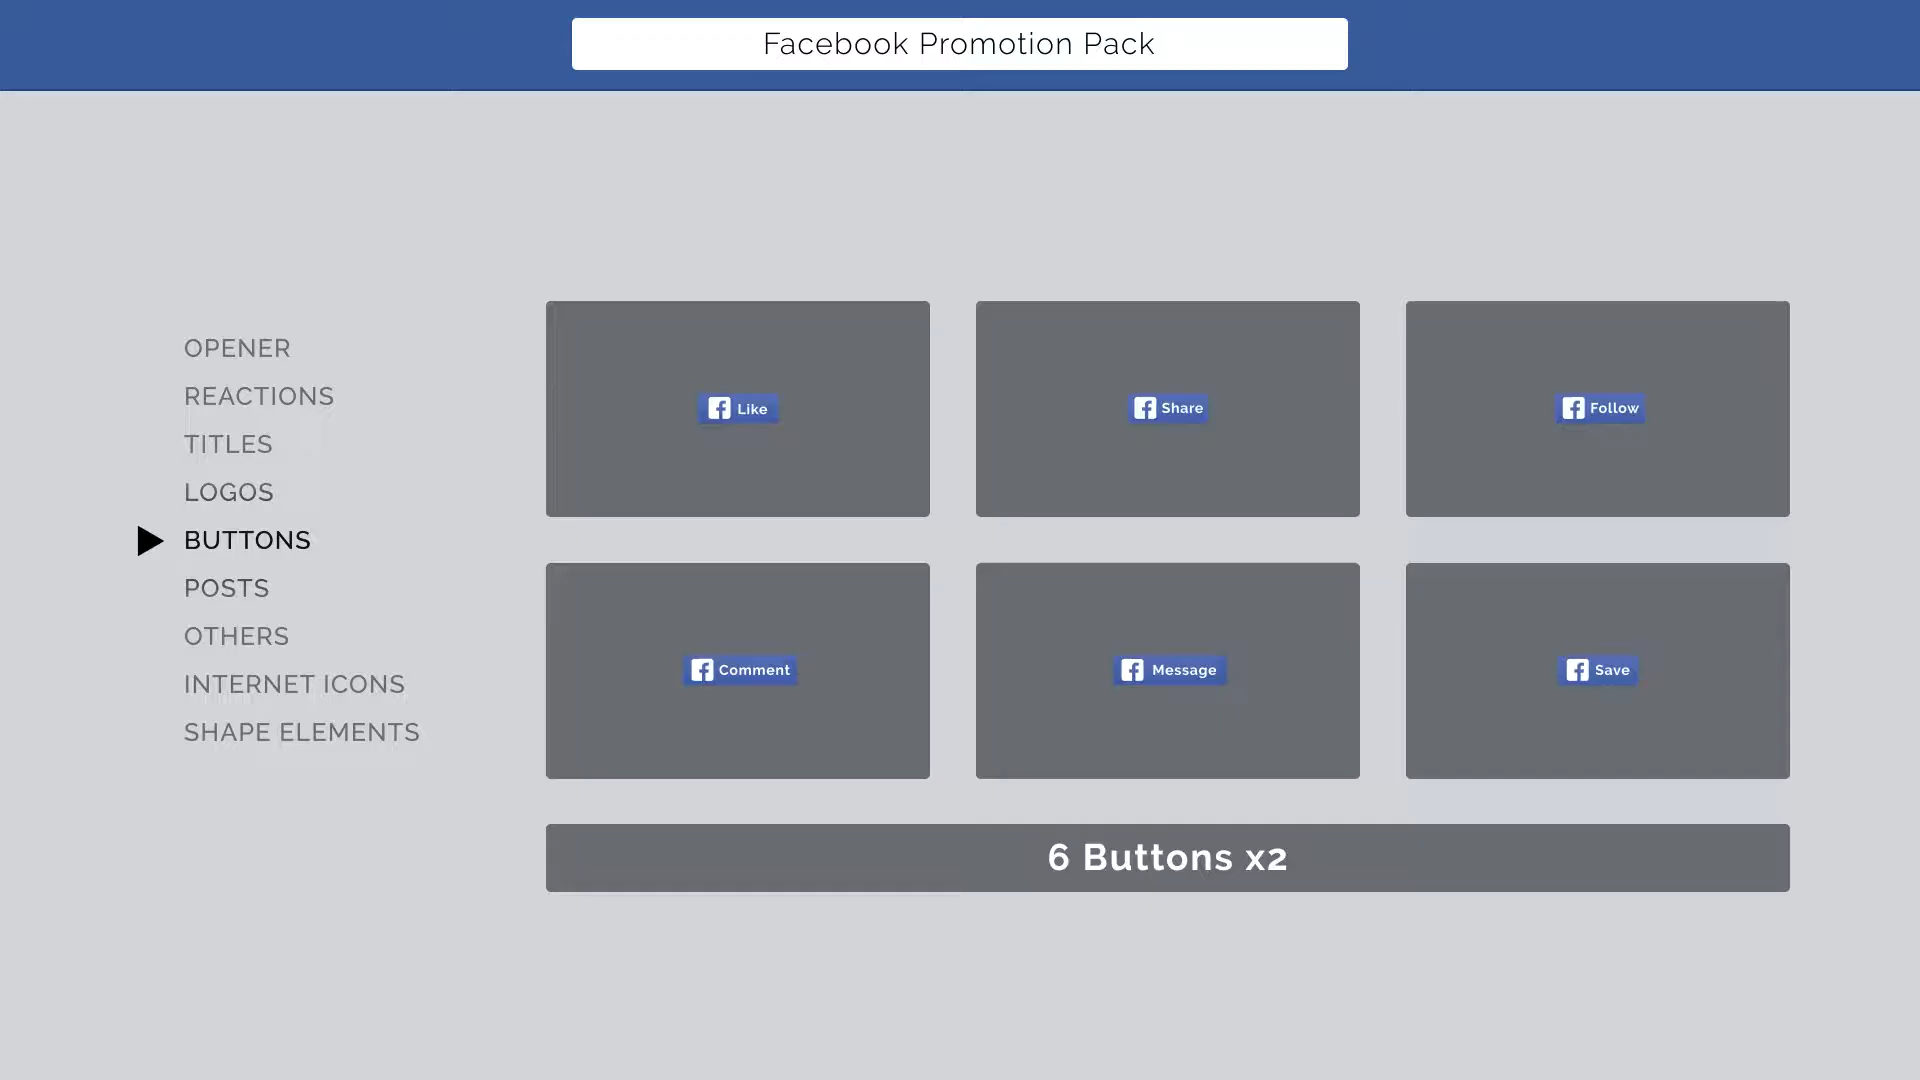 Facebook Promotion Pack
OPENER
REACTIONS
TITLES
LOGOS
BUTTONS
POSTS
OTHERS
INTERNET ICONS
SHAPE ELEMENTS
Like
Share
Follow
Comment
Message
Save
6 Buttons x2